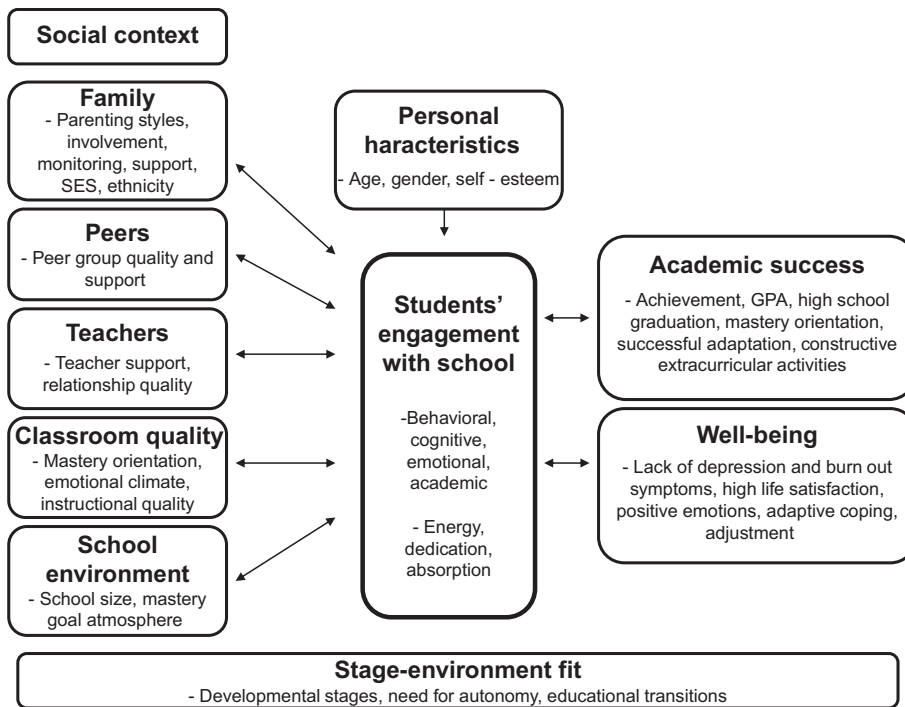 Social context
Family
- Parenting styles,
involvement,
monitoring, support,
SES, ethnicity
Peers
- Peer group quality and
support
Teachers
- Teacher support,
relationship quality
Classroom quality
- Mastery orientation,
emotional climate,
instructional quality
School
environment
- School size, mastery
goal atmosphere
Personal
haracteristics
- Age, gender, self - esteem
Students’
engagement
with school
-Behavioral,
cognitive,
emotional,
academic
- Energy,
dedication,
absorption
Academic success
- Achievement, GPA, high school
graduation, mastery orientation,
successful adaptation, constructive
extracurricular activities
Well-being
- Lack of depression and burn out
symptoms, high life satisfaction,
positive emotions, adaptive coping,
adjustment
Stage-environment fit
- Developmental stages, need for autonomy, educational transitions